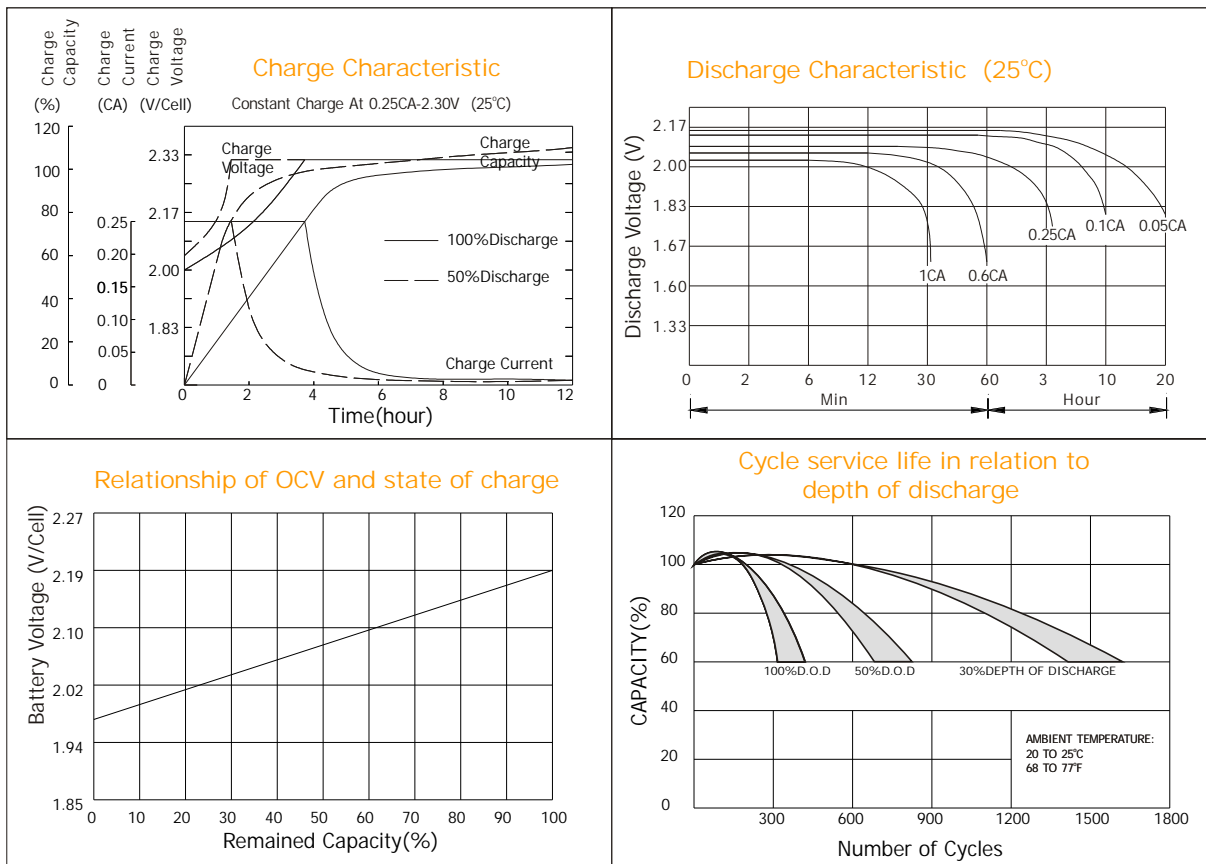 Charge Characteristic
Constant Charge At 0.25CA-2.30V (25°C)
Charge Capacity
Charge Current
Charge Voltage
(%)
(CA)
(V/Cell)
120
100
80
60
40
20
0
0.25
0.20
0.15
0.10
0.05
0
2.33
2.17
2.00
1.83
Charge
Voltage
Charge
Capacity
100%Discharge
50%Discharge
Charge Current
0 2 4 6 8 10 12
Time(hour)
Discharge Characteristic (25°C)
Discharge Voltage (V)
2.17
2.00
1.83
1.67
1.60
1.33
1CA
0.6CA
0.25CA
0.1CA
0.05CA
0 2 6 12 30 60 3 10 20
Min
Hour
Relationship of OCV and state of charge
Battery Voltage (V/Cell)
2.27
2.19
2.10
2.02
1.94
1.85
0 10 20 30 40 50 60 70 80 90 100
Remained Capacity(%)
Cycle service life in relation to
depth of discharge
CAPACITY(%)
120
100
80
60
40
20
0
100%D.O.D
50%D.O.D
30%DEPTH OF DISCHARGE
AMBIENT TEMPERATURE:
20 TO 25°C
68 TO 77°F
300 600 900 1200 1500 1800
Number of Cycles